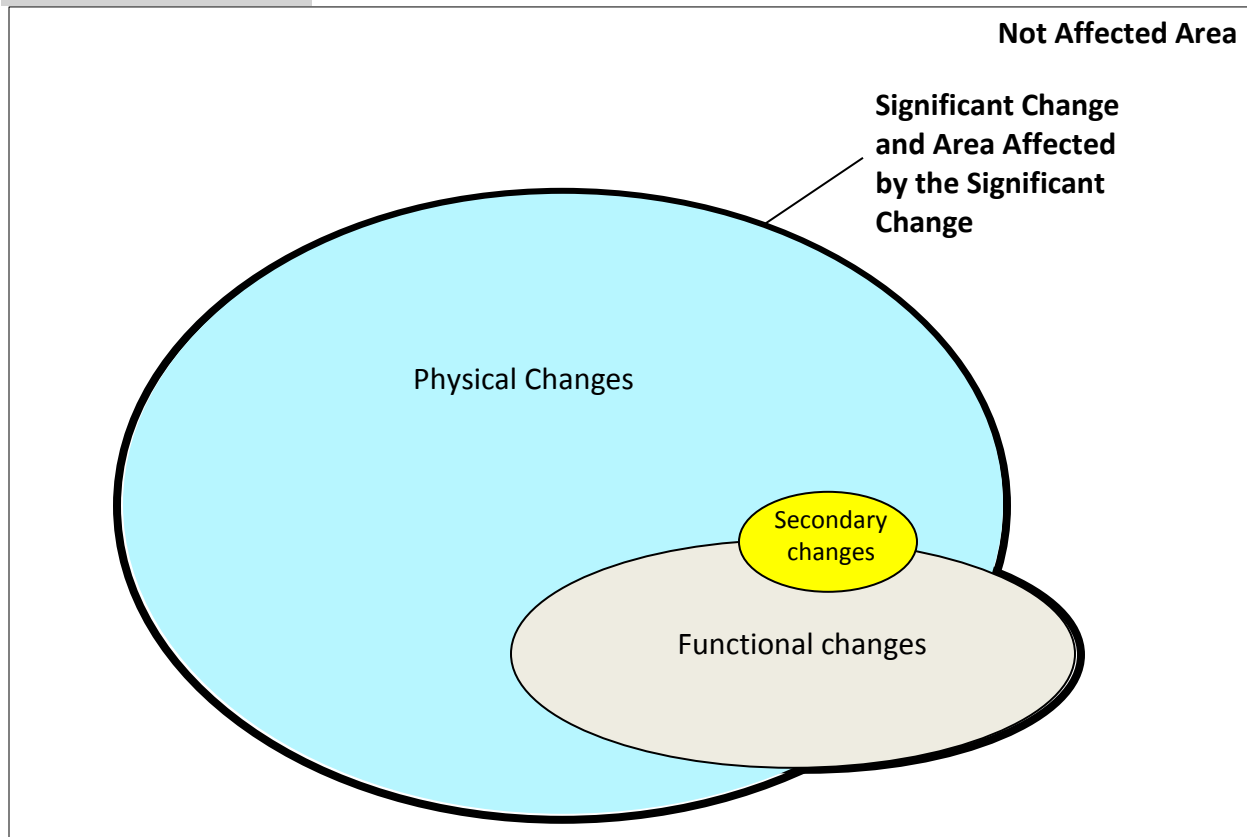 Not Affected Area
Significant Change
and Area Affected
by the Significant
Change
Physical Changes
Secondary
changes
Functional changes